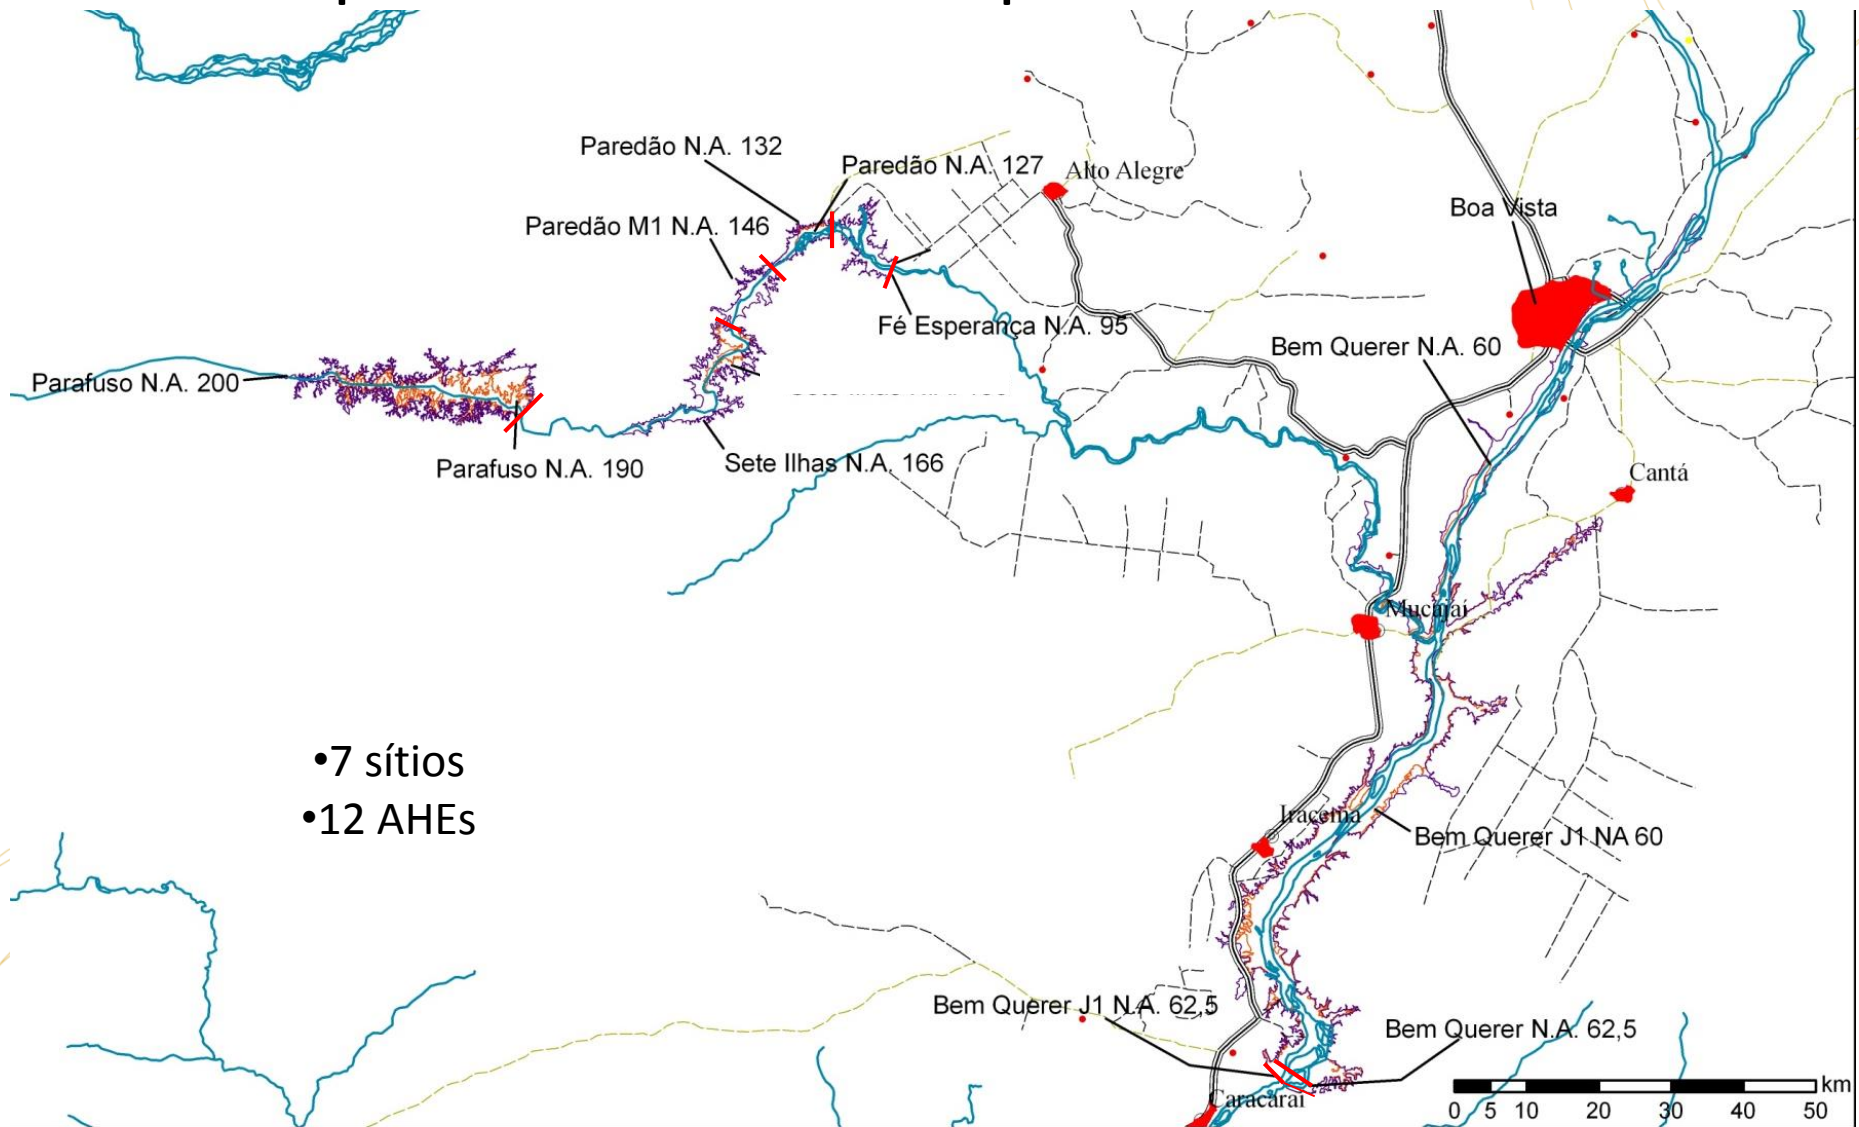 Paredão N.A. 132
Paredão N.A. 127
Alto Alegre
Boa Vista
Paredão M1 N.A. 146
Fé Esperança N.A. 95
Bem Querer N.A. 60
Parafuso N.A. 200
Parafuso N.A. 190
Sete Ilhas N.A. 166
Cantá
Mucajaí
•7 sítios
•12 AHEs
Iracema
Bem Querer J1 NA 60
Bem Querer J1 N.A. 62,5
Bem Querer N.A. 62,5
Caracaraí
km
0 5 10 20 30 40 50